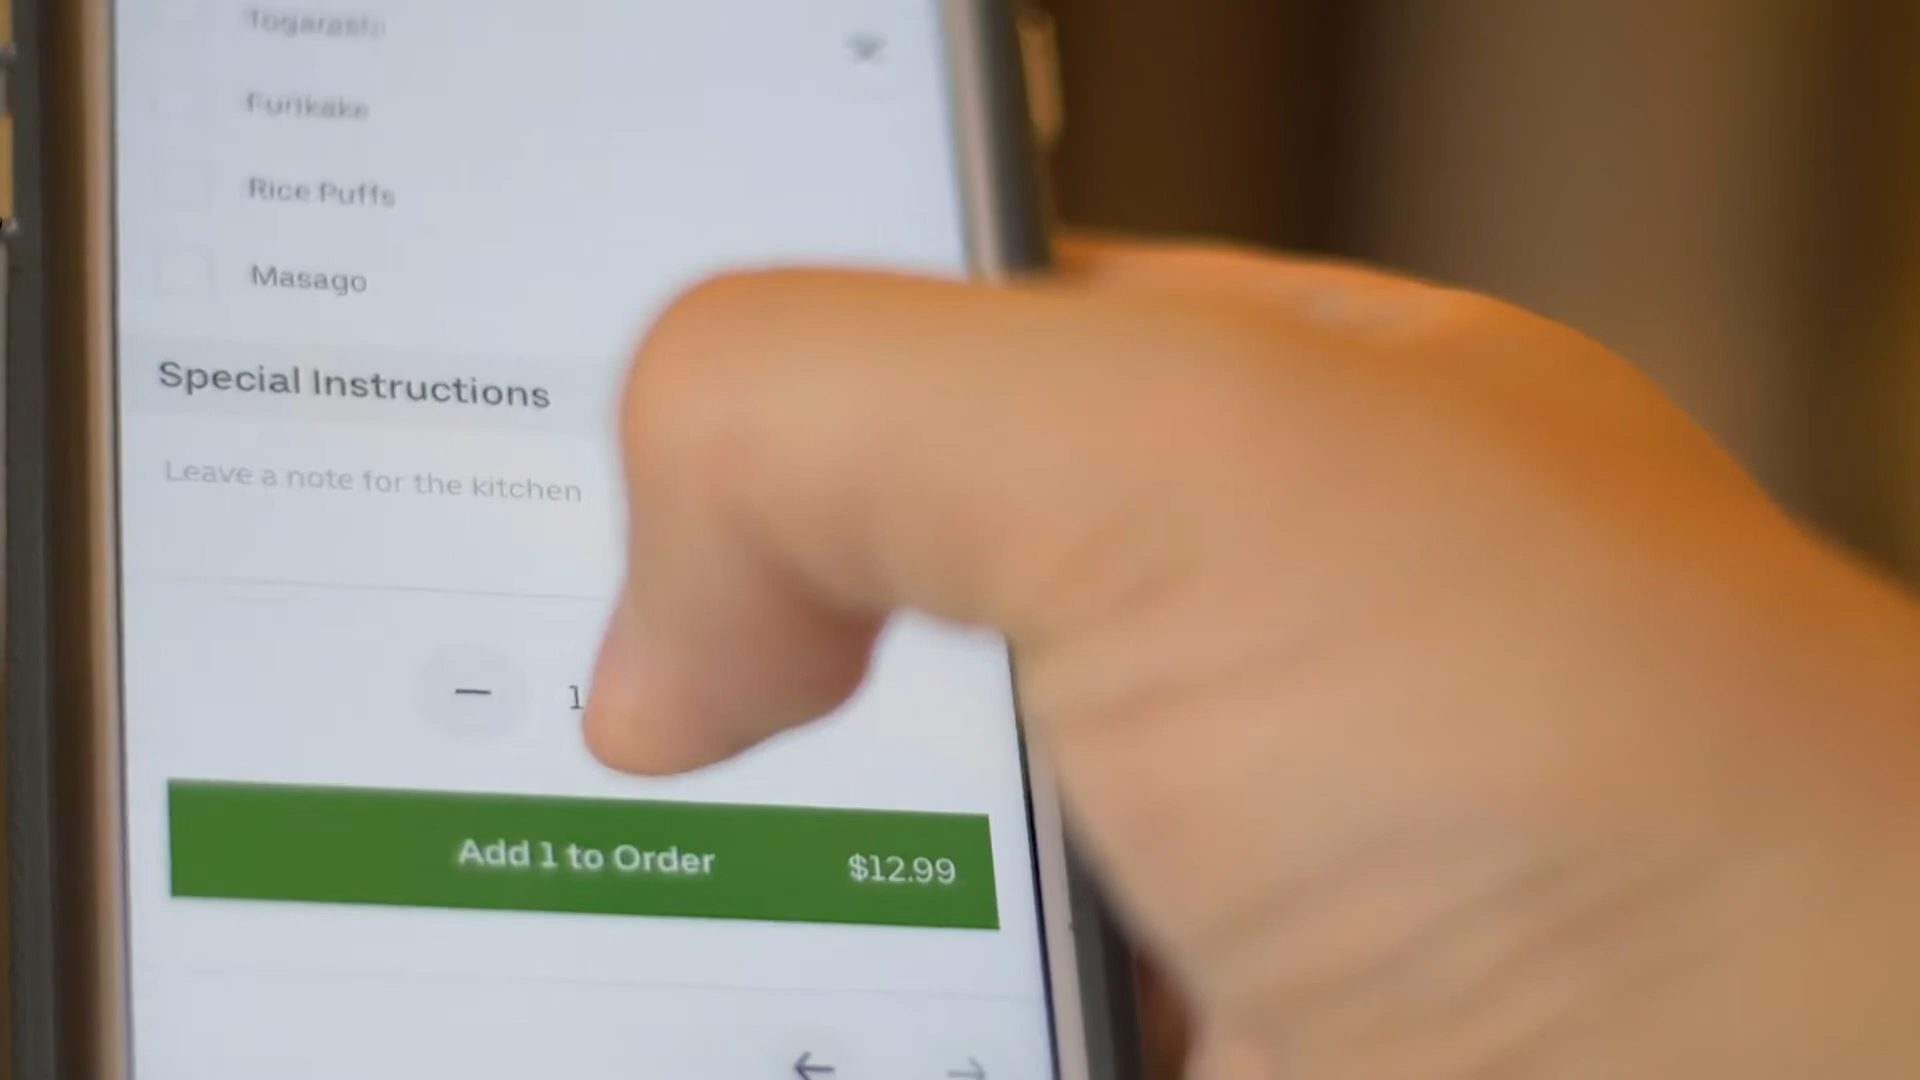 Togarashi
Furikake
Rice Puffs
Masago
Special Instructions
Leave a note for the kitchen
1
Add 1 to Order $12.99